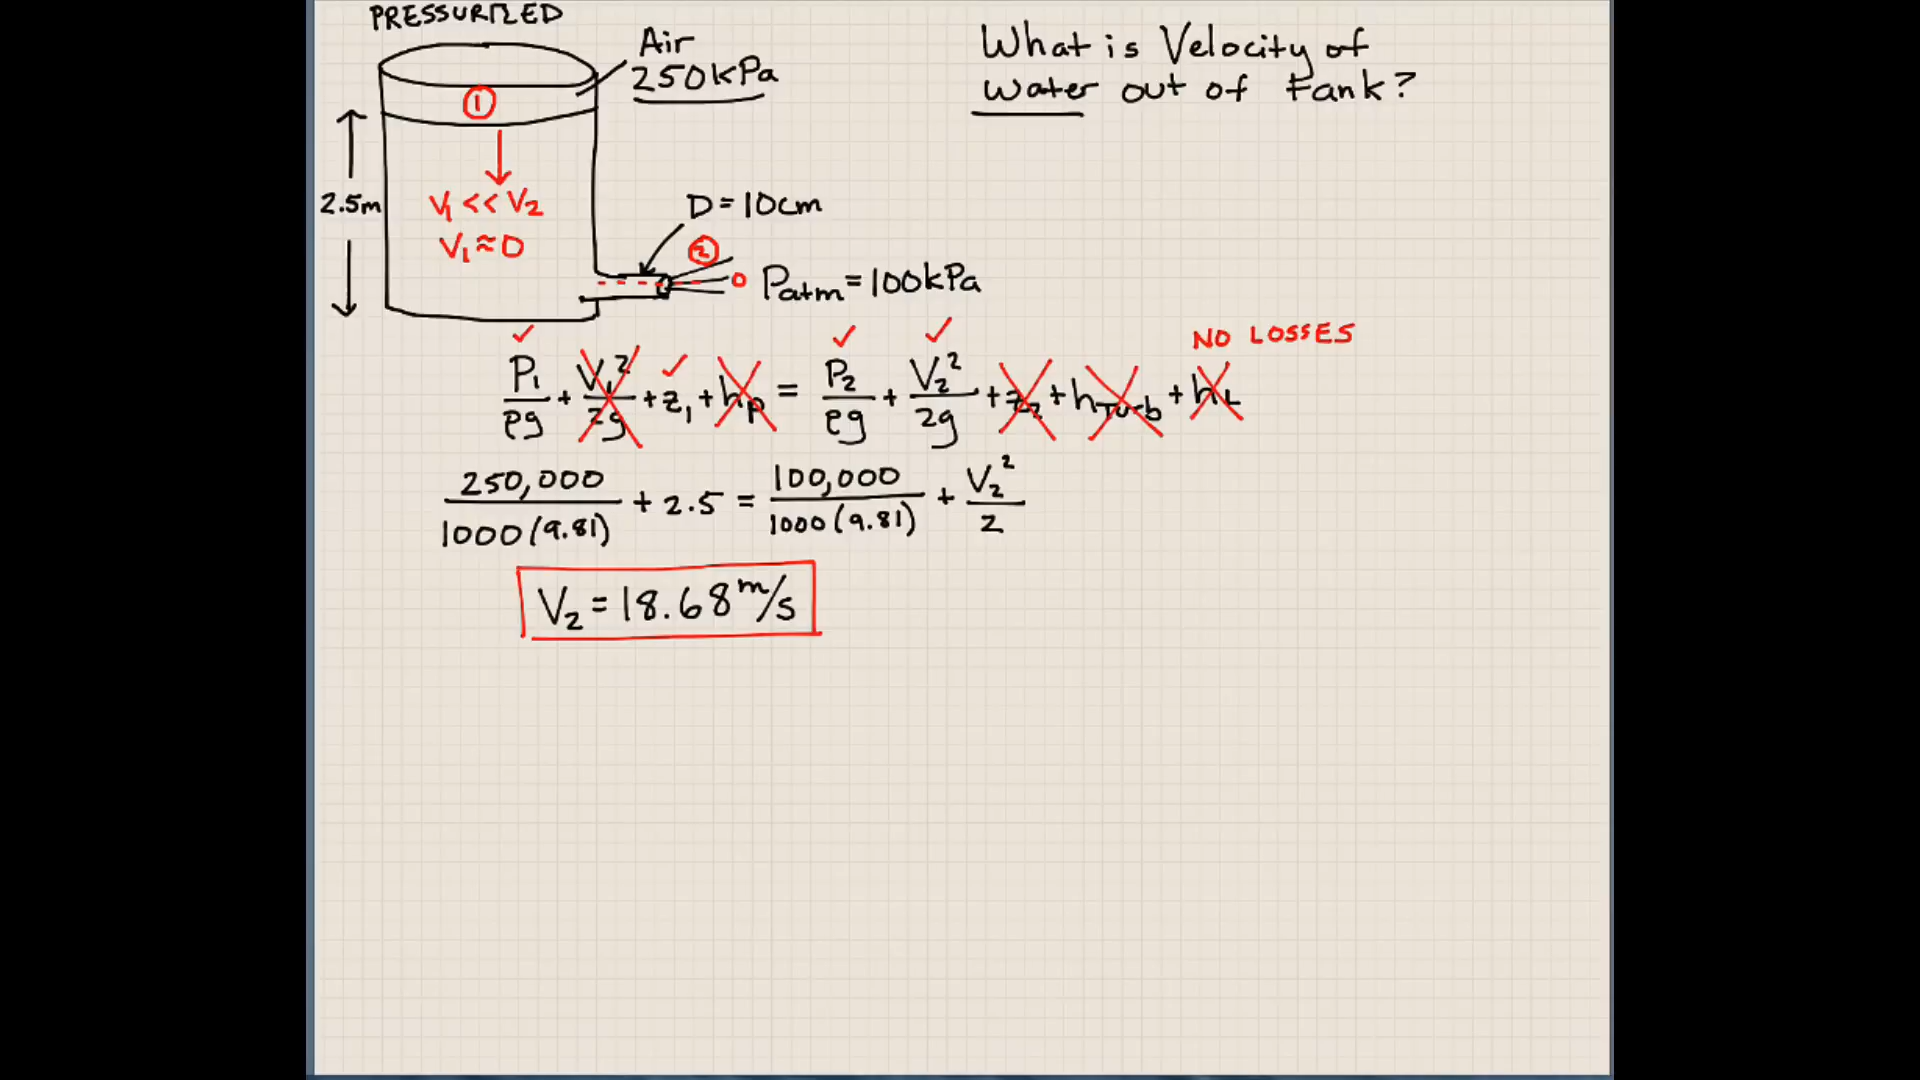 PRESSURIZED
Air
250kPa
What is Velocity of
water out of tank?
①
2.5m
V₁ << V₂
V₁ ≈ 0
D = 10cm
②
0
Patm = 100kPa
NO LOSSES
P₁/ρg + V₁²/2g + z₁ + hp = P₂/ρg + V₂²/2g + z₂ + hTurb + hL
250,000/1000(9.81) + 2.5 = 100,000/1000(9.81) + V₂²/2
V₂ = 18.68 m/s